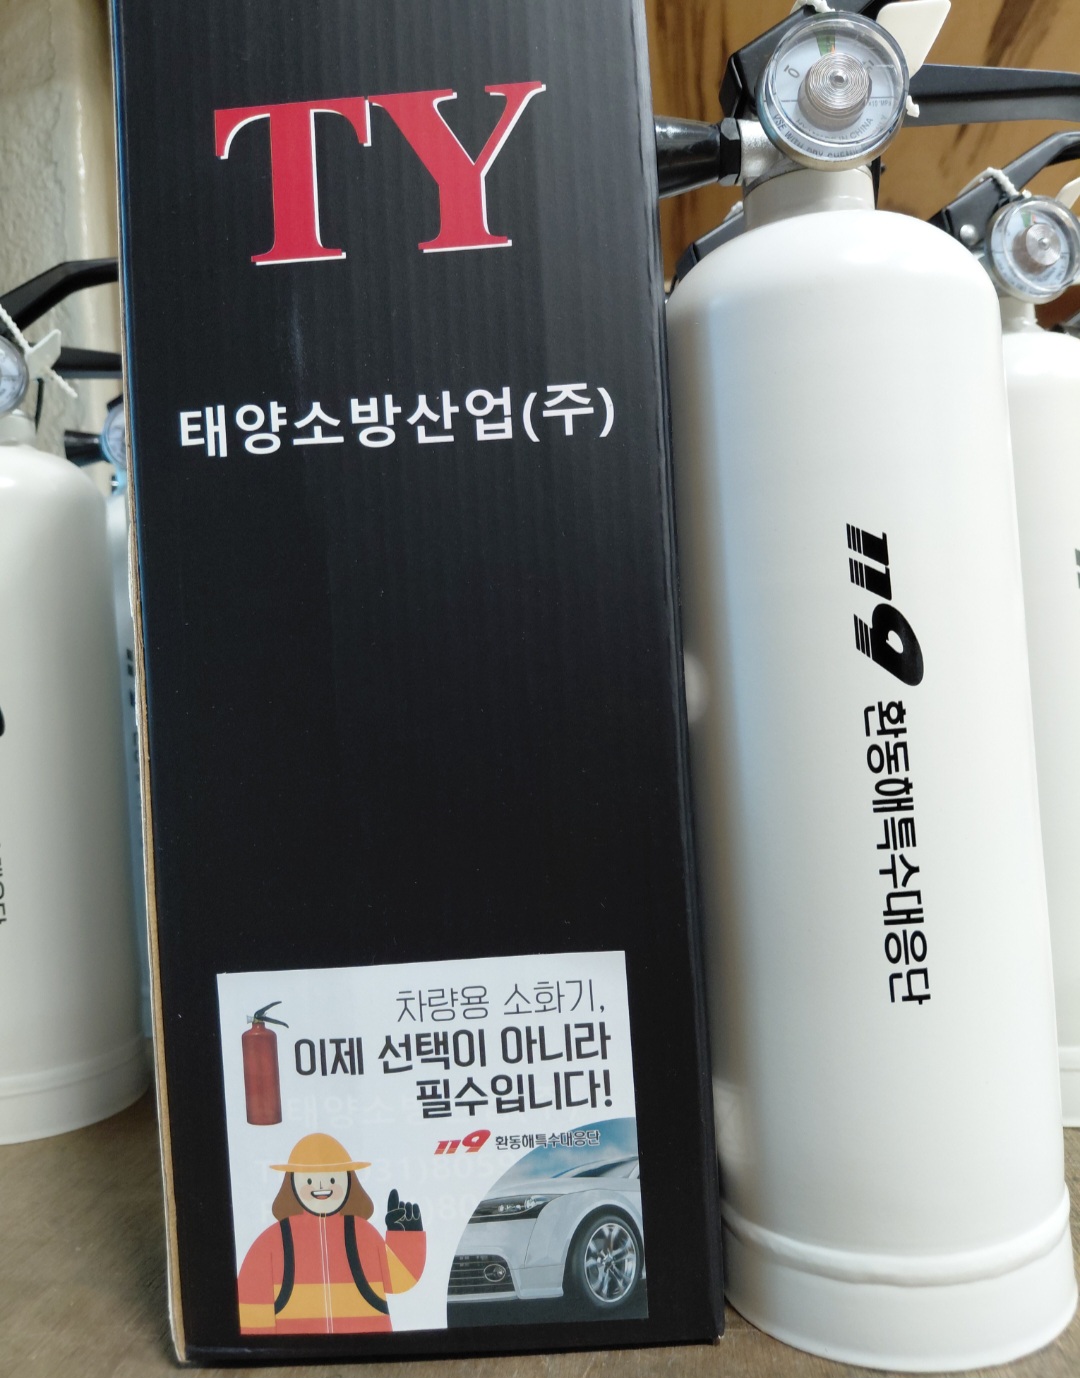 TY
태양소방산업(주)
차량용 소화기,
이제 선택이 아니라
필수입니다!
119 환동해특수대응단
119 환동해특수대응단